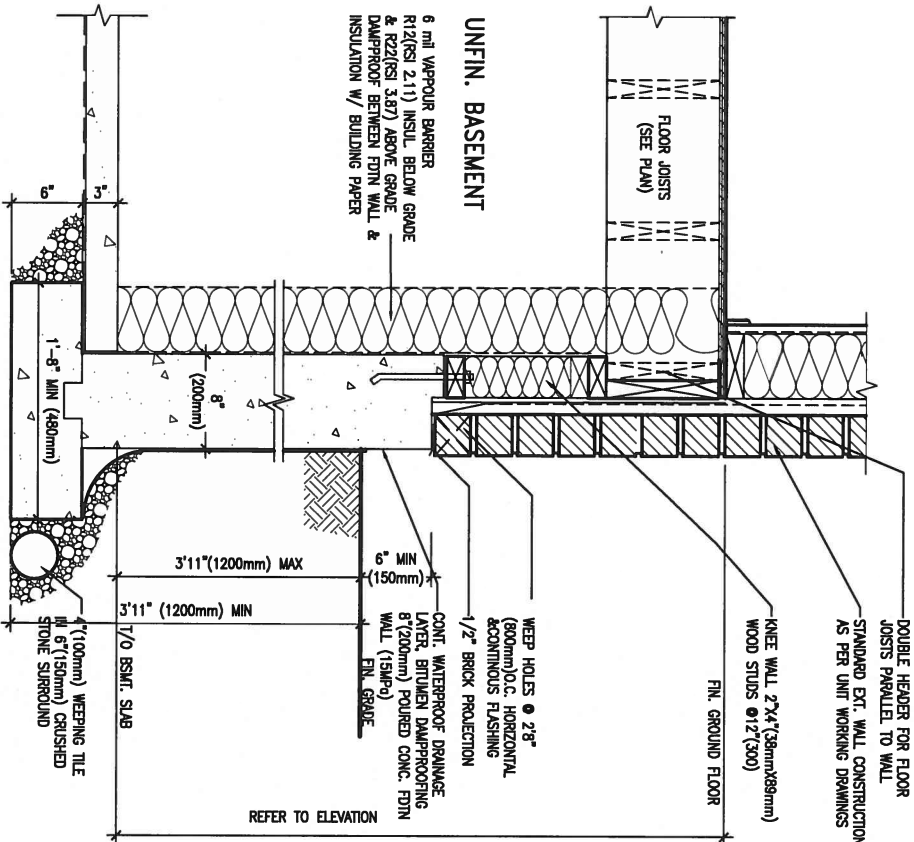 DOUBLE HEADER FOR FLOOR
JOISTS PARALLEL TO WALL
STANDARD EXT. WALL CONSTRUCTION
AS PER UNIT WORKING DRAWINGS
KNEE WALL 2"X4"(38mmX89mm)
WOOD STUDS @12"(300)
FIN. GROUND FLOOR
FLOOR JOISTS
(SEE PLAN)
UNFIN. BASEMENT
6 mil VAPPOUR BARRIER
R12(RSI 2.11) INSUL BELOW GRADE
& R22(RSI 3.87) ABOVE GRADE
DAMPPROOF BETWEEN FDTN WALL &
INSULATION W/ BUILDING PAPER
WEEP HOLES @ 2'8"
(800mm)O.C. HORIZONTAL
&CONTINOUS FLASHING
1/2" BRICK PROJECTION
CONT. WATERPROOF DRAINAGE
LAYER, BITUMEN DAMPPROOFING
8"(200mm) POURED CONC. FDTN
WALL (15MPa)
FIN. GRADE
6" MIN
(150mm)
3'11"(1200mm) MAX
3'11" (1200mm) MIN
REFER TO ELEVATION
8"
(200mm)
3"
6"
1'-8" MIN (480mm)
T/O BSMT. SLAB
4"(100mm) WEEPING TILE
IN 6"(150mm) CRUSHED
STONE SURROUND